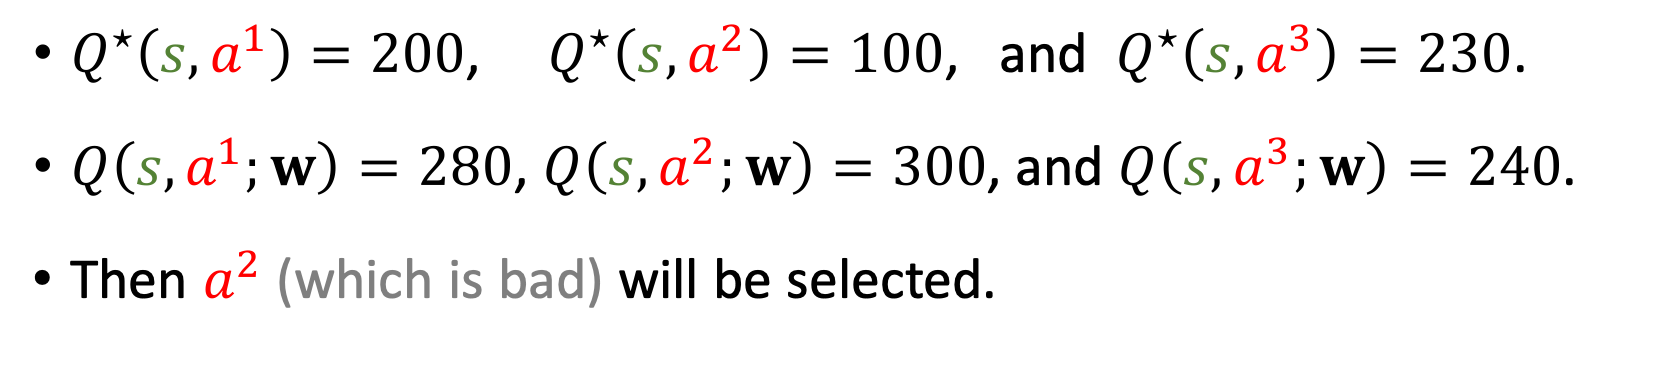 • Q⋆(s, a¹) = 200, Q⋆(s, a²) = 100, and Q⋆(s, a³) = 230.
• Q(s, a¹; w) = 280, Q(s, a²; w) = 300, and Q(s, a³; w) = 240.
• Then a² (which is bad) will be selected.